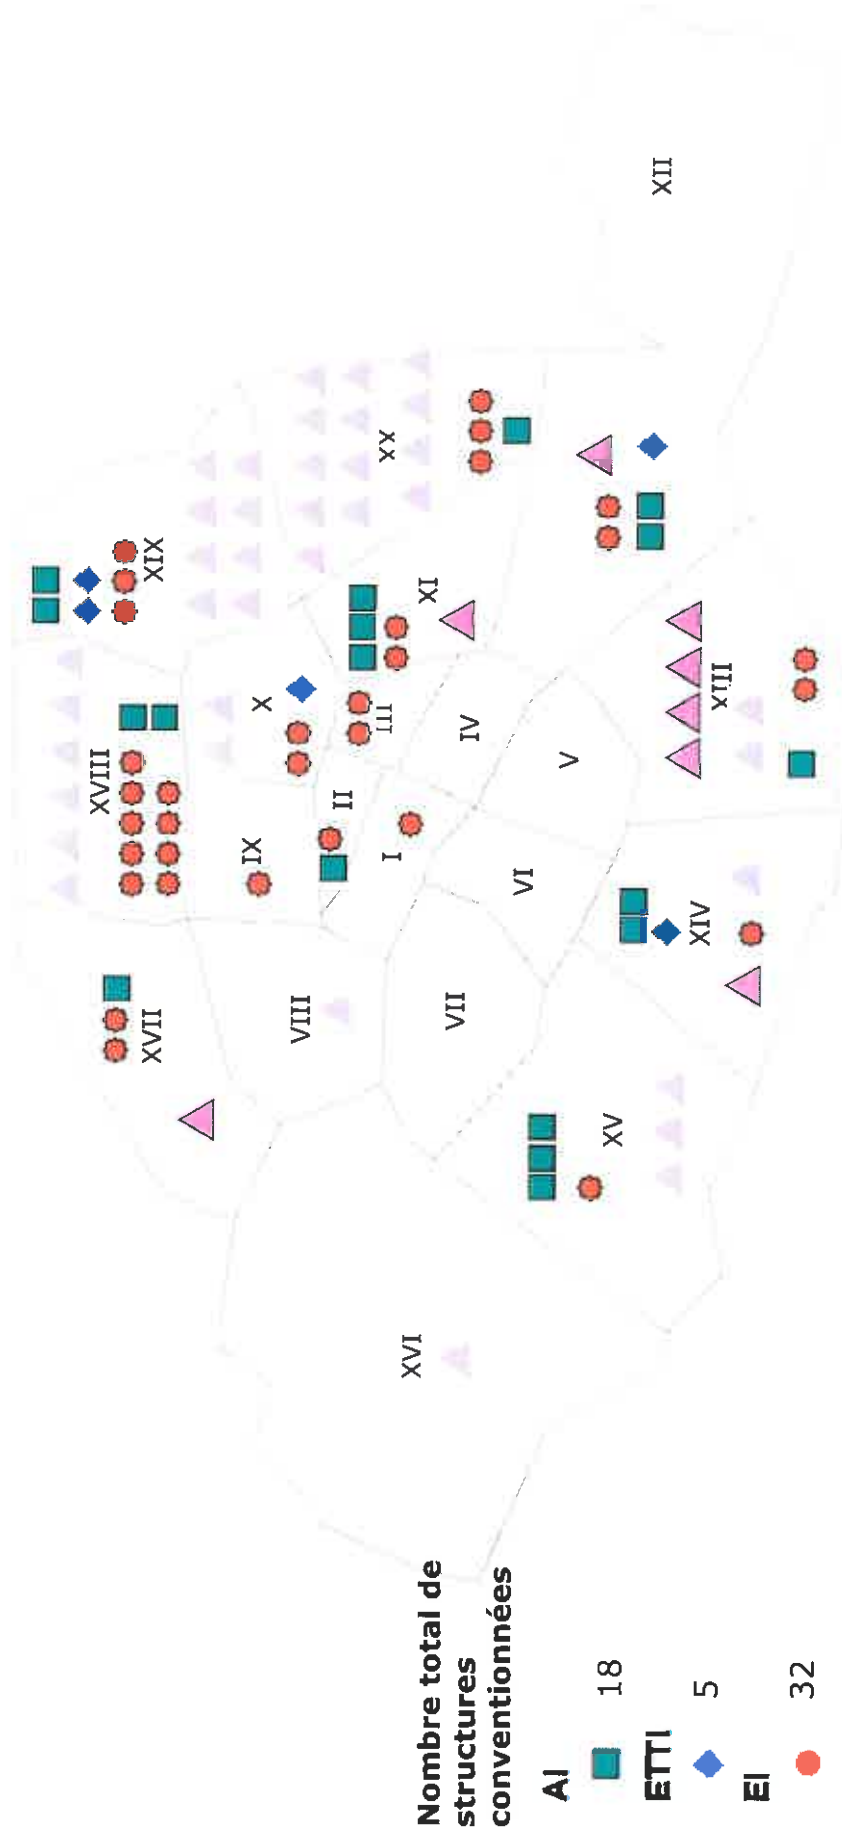 XVIII
XVII
XIX
IX
X
VIII
II
III
XX
I
XVI
XI
VII
IV
VI
V
XV
XII
XIV
XIII
Nombre total de
structures
conventionnées
AI
18
ETTI
5
EI
32